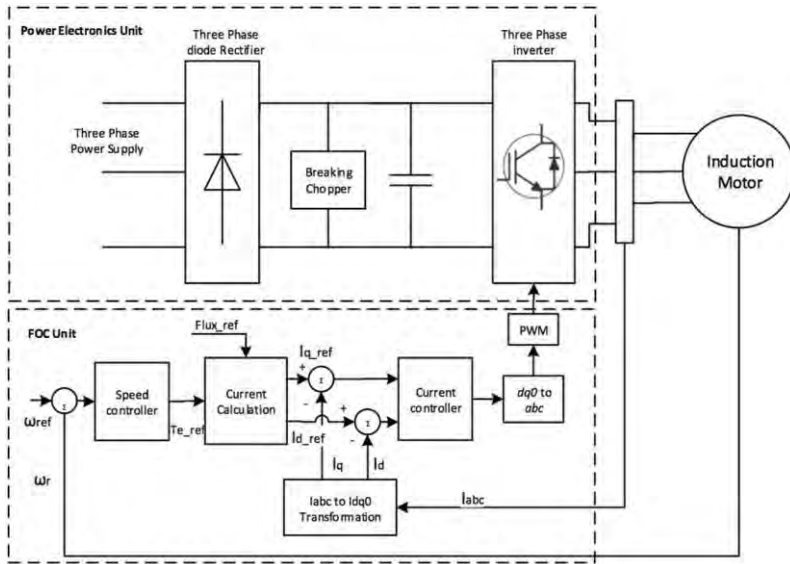 Power Electronics Unit
Three Phase
diode Rectifier
Three Phase
inverter
Three Phase
Power Supply
Breaking
Chopper
Induction
Motor
FOC Unit
Flux_ref
PWM
Iq_ref
+
Speed
controller
Current
Calculation
Σ
Current
controller
dq0 to
abc
ωref
Σ
Te_ref
-
+
Σ
Id_ref
-
Iq
Id
ωr
Iabc to Idq0
Transformation
Iabc